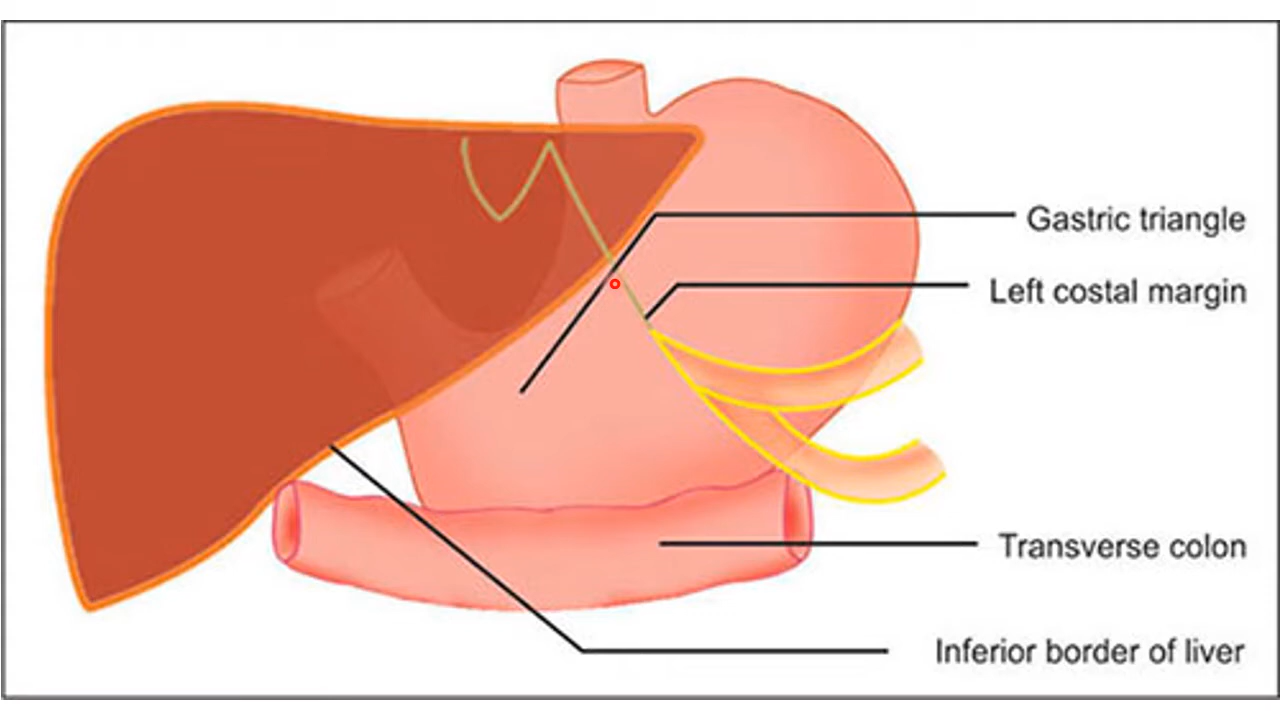 Gastric triangle
Left costal margin
Transverse colon
Inferior border of liver